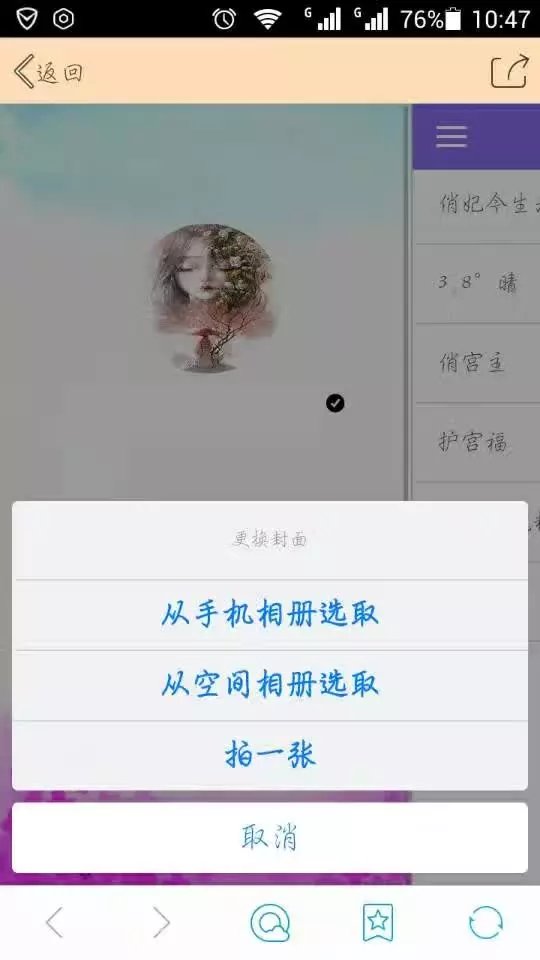 G G 76% 10:47
返回
俏妃今生
3 8° 晴
俏宫主
护宫福
更换封面
从手机相册选取
从空间相册选取
拍一张
取消